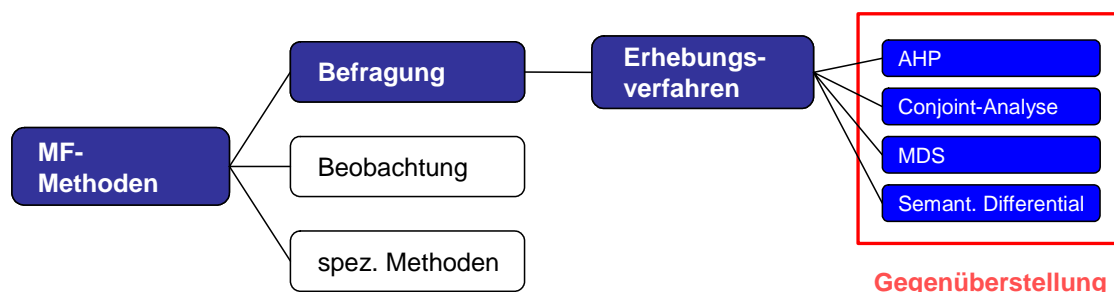 MF-
Methoden
Befragung
Beobachtung
spez. Methoden
Erhebungs-
verfahren
AHP
Conjoint-Analyse
MDS
Semant. Differential
Gegenüberstellung